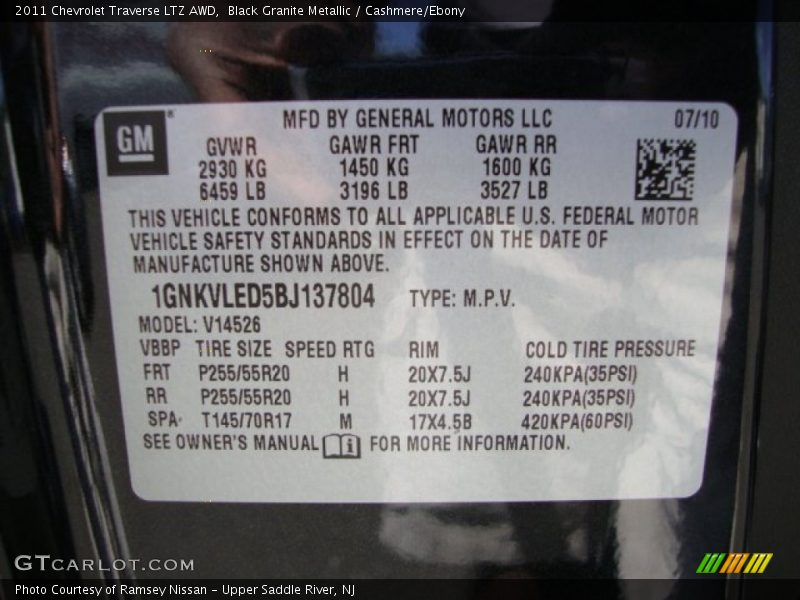 2011 Chevrolet Traverse LTZ AWD, Black Granite Metallic / Cashmere/Ebony
GM®
MFD BY GENERAL MOTORS LLC 07/10
GVWR GAWR FRT GAWR RR
2930 KG 1450 KG 1600 KG
6459 LB 3196 LB 3527 LB
THIS VEHICLE CONFORMS TO ALL APPLICABLE U.S. FEDERAL MOTOR
VEHICLE SAFETY STANDARDS IN EFFECT ON THE DATE OF
MANUFACTURE SHOWN ABOVE.
1GNKVLED5BJ137804 TYPE: M.P.V.
MODEL: V14526
VBBP TIRE SIZE SPEED RTG RIM COLD TIRE PRESSURE
FRT P255/55R20 H 20X7.5J 240KPA(35PSI)
RR P255/55R20 H 20X7.5J 240KPA(35PSI)
SPA T145/70R17 M 17X4.5B 420KPA(60PSI)
SEE OWNER'S MANUAL FOR MORE INFORMATION.
GTCARLOT.COM
Photo Courtesy of Ramsey Nissan - Upper Saddle River, NJ